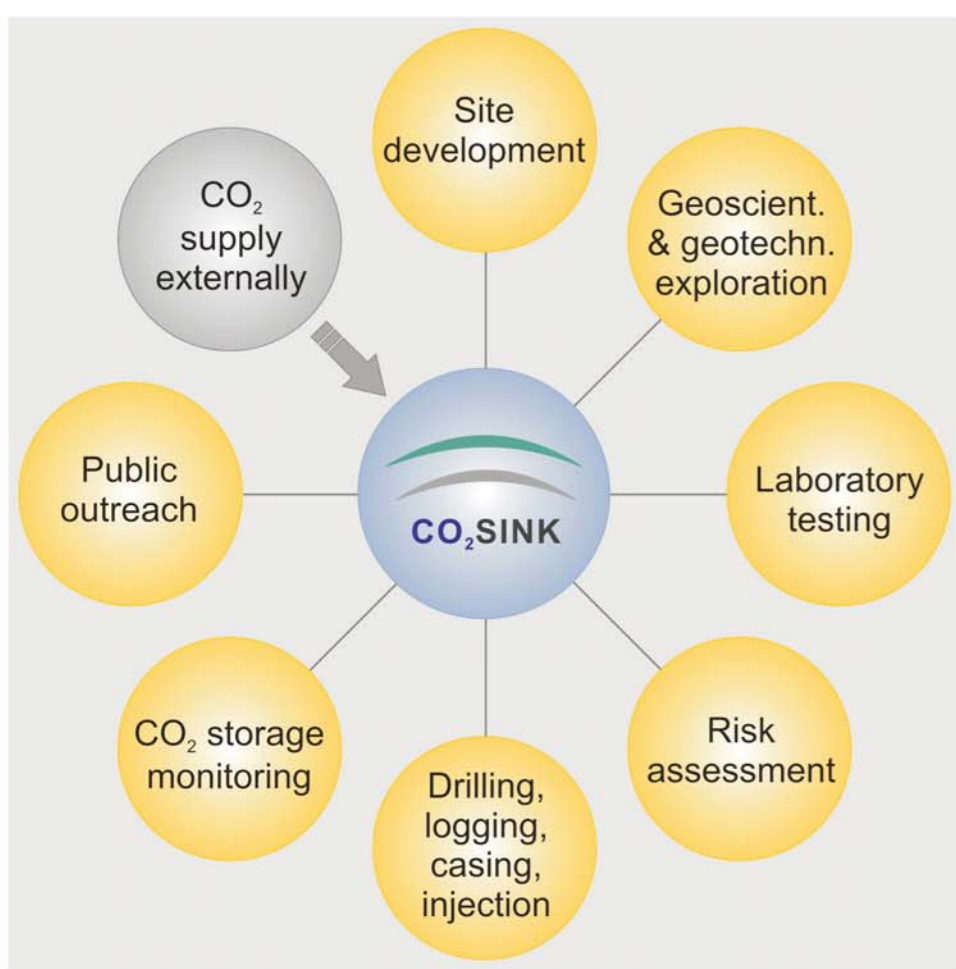 Site
development
Geoscient.
& geotechn.
exploration
Laboratory
testing
Risk
assessment
Drilling,
logging,
casing,
injection
CO₂ storage
monitoring
Public
outreach
CO₂
supply
externally
CO₂SINK